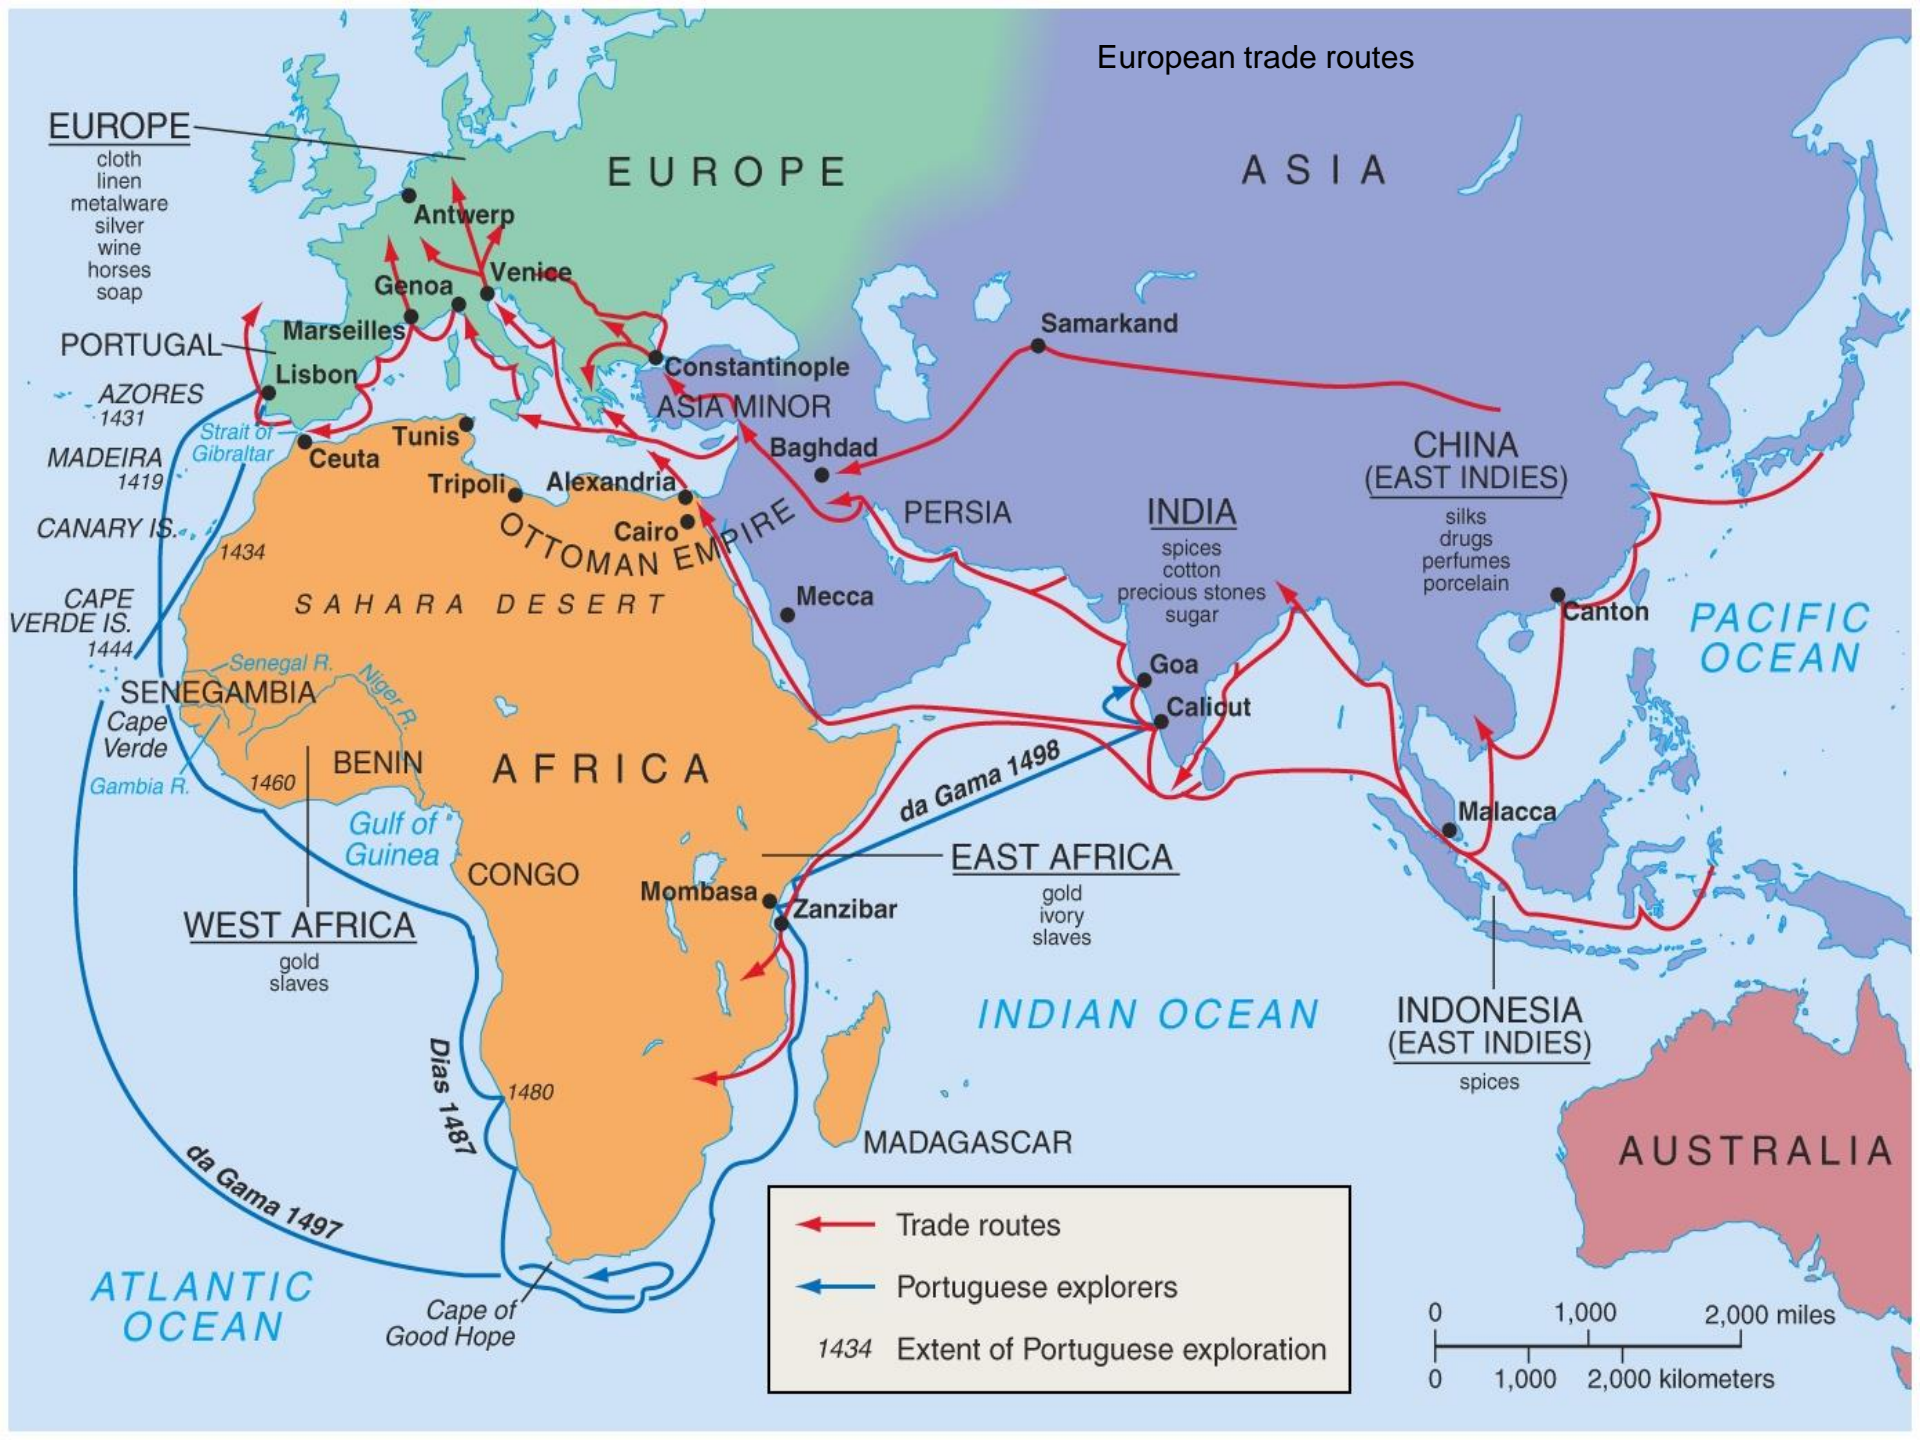 European trade routes
EUROPE
cloth
linen
metalware
silver
wine
horses
soap
EUROPE
ASIA
Antwerp
Venice
Genoa
Marseilles
PORTUGAL
Lisbon
AZORES
1431
Strait of
Gibraltar
MADEIRA
1419
Ceuta
Tunis
Tripoli
Alexandria
Cairo
Constantinople
ASIA MINOR
Baghdad
Samarkand
OTTOMAN EMPIRE
PERSIA
Mecca
CANARY IS.
1434
SAHARA DESERT
CAPE
VERDE IS.
1444
Senegal R.
Niger R.
SENEGAMBIA
Cape
Verde
Gambia R.
1460
BENIN
AFRICA
Gulf of
Guinea
CONGO
WEST AFRICA
gold
slaves
INDIA
spices
cotton
precious stones
sugar
CHINA
(EAST INDIES)
silks
drugs
perfumes
porcelain
Canton
PACIFIC
OCEAN
Goa
Calicut
da Gama 1498
Malacca
EAST AFRICA
gold
ivory
slaves
Mombasa
Zanzibar
INDIAN OCEAN
INDONESIA
(EAST INDIES)
spices
AUSTRALIA
MADAGASCAR
Dias 1487
1480
da Gama 1497
ATLANTIC
OCEAN
Cape of
Good Hope
Trade routes
Portuguese explorers
1434 Extent of Portuguese exploration
0 1,000 2,000 miles
0 1,000 2,000 kilometers